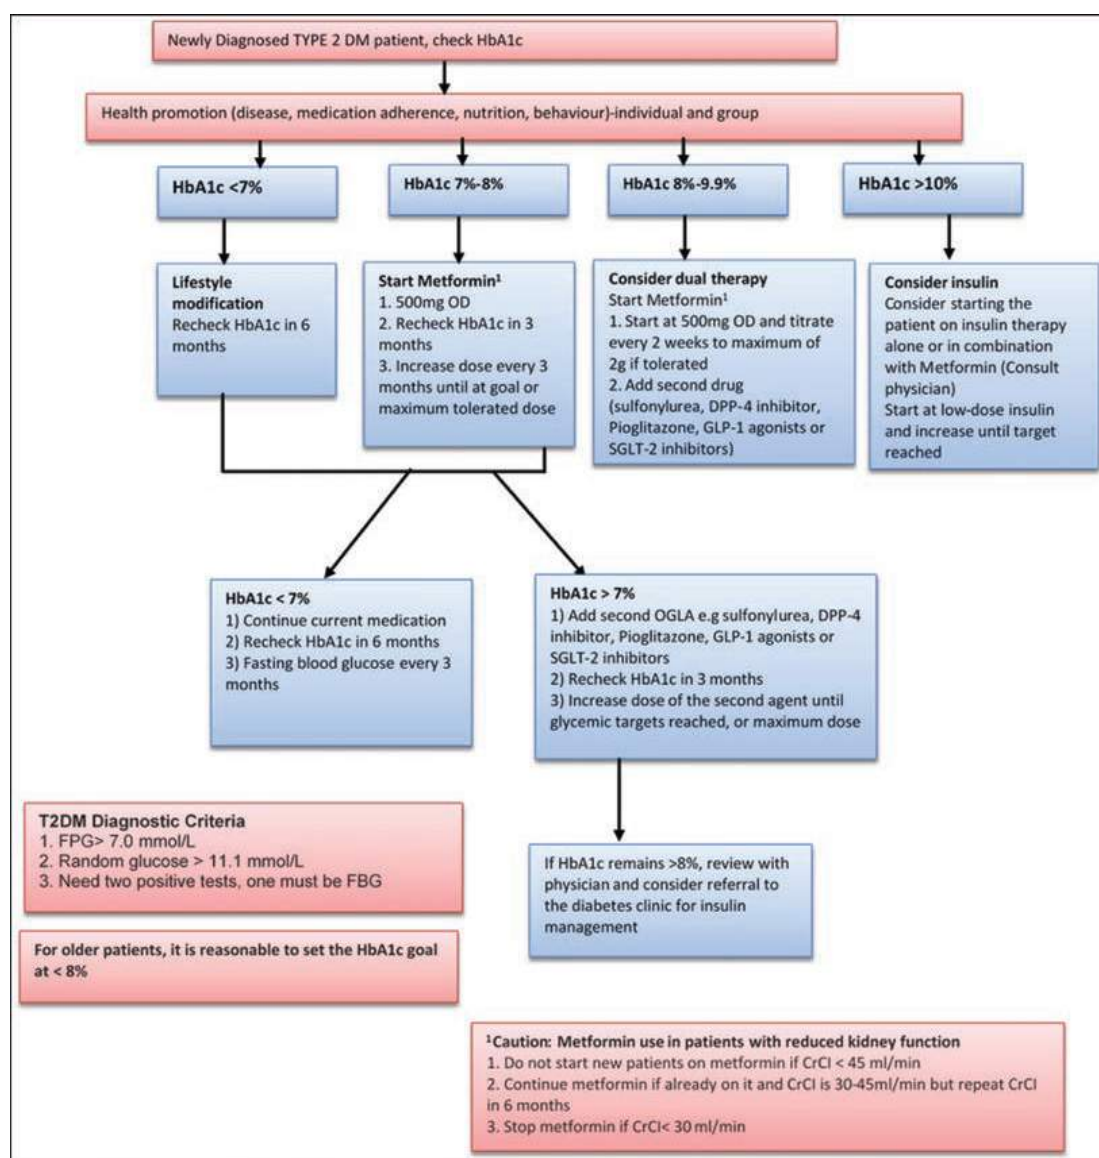 Newly Diagnosed TYPE 2 DM patient, check HbA1c
Health promotion (disease, medication adherence, nutrition, behaviour)-individual and group
HbA1c <7%
HbA1c 7%-8%
HbA1c 8%-9.9%
HbA1c >10%
Lifestyle
modification
Recheck HbA1c in 6
months
Start Metformin¹
1. 500mg OD
2. Recheck HbA1c in 3
months
3. Increase dose every 3
months until at goal or
maximum tolerated dose
Consider dual therapy
Start Metformin¹
1. Start at 500mg OD and titrate
every 2 weeks to maximum of
2g if tolerated
2. Add second drug
(sulfonylurea, DPP-4 inhibitor,
Pioglitazone, GLP-1 agonists or
SGLT-2 inhibitors)
Consider insulin
Consider starting the
patient on insulin therapy
alone or in combination
with Metformin (Consult
physician)
Start at low-dose insulin
and increase until target
reached
HbA1c < 7%
1) Continue current medication
2) Recheck HbA1c in 6 months
3) Fasting blood glucose every 3
months
HbA1c > 7%
1) Add second OGLA e.g sulfonylurea, DPP-4
inhibitor, Pioglitazone, GLP-1 agonists or
SGLT-2 inhibitors
2) Recheck HbA1c in 3 months
3) Increase dose of the second agent until
glycemic targets reached, or maximum dose
T2DM Diagnostic Criteria
1. FPG> 7.0 mmol/L
2. Random glucose > 11.1 mmol/L
3. Need two positive tests, one must be FBG
If HbA1c remains >8%, review with
physician and consider referral to
the diabetes clinic for insulin
management
For older patients, it is reasonable to set the HbA1c goal
at < 8%
¹Caution: Metformin use in patients with reduced kidney function
1. Do not start new patients on metformin if CrCl < 45 ml/min
2. Continue metformin if already on it and CrCl is 30-45ml/min but repeat CrCl
in 6 months
3. Stop metformin if CrCl< 30 ml/min